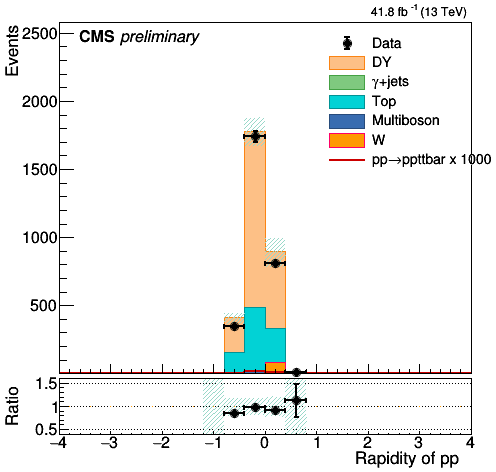 41.8 fb⁻¹ (13 TeV)
CMS preliminary
Events
2500
2000
1500
1000
500
Data
DY
γ+jets
Top
Multiboson
W
pp→ppttbar x 1000
Ratio
1.5
1
0.5
−4 −3 −2 −1 0 1 2 3 4
Rapidity of pp